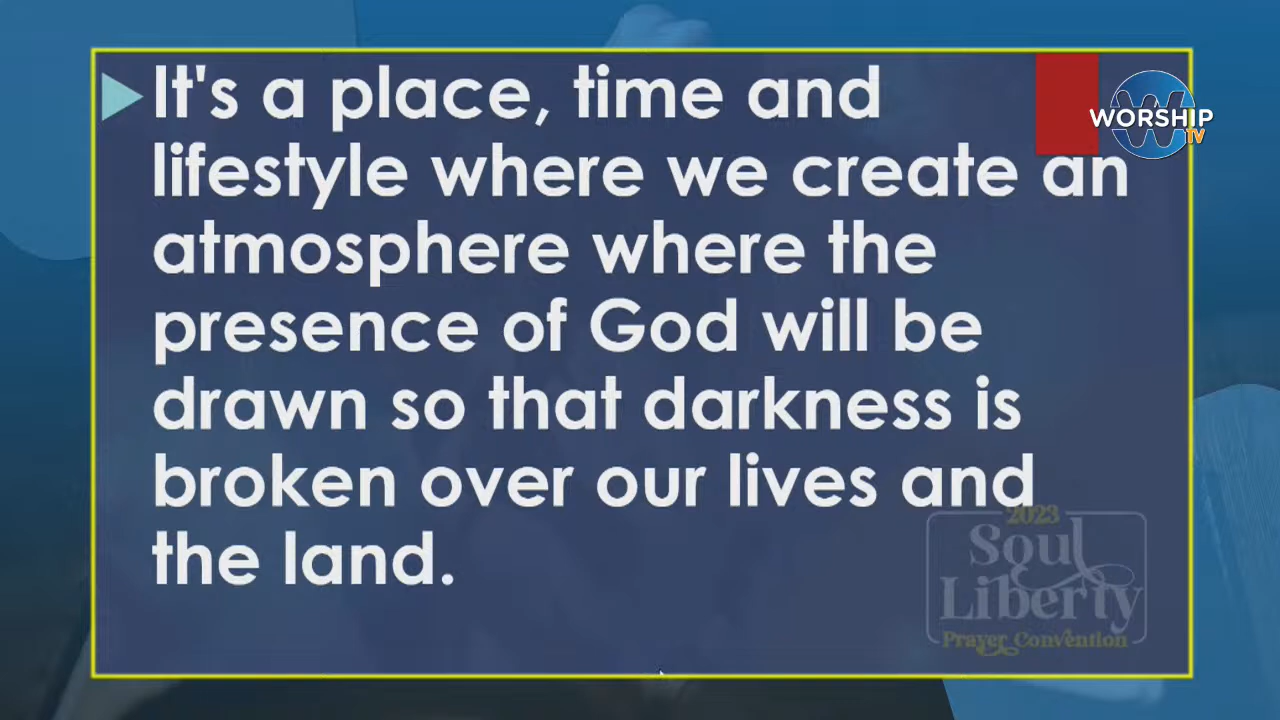 It's a place, time and
lifestyle where we create an
atmosphere where the
presence of God will be
drawn so that darkness is
broken over our lives and
the land.
WORSHIP
TV
2023
Soul
Liberty
Prayer Convention